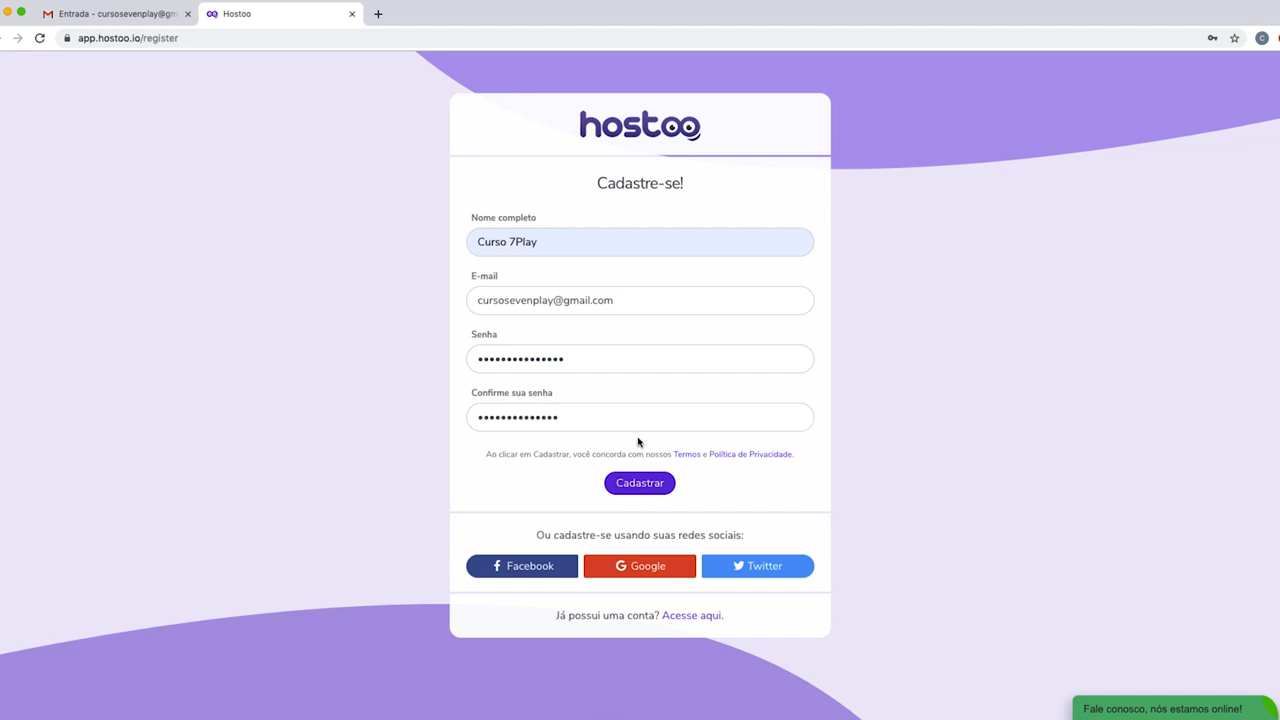 Entrada - cursosevenplay@gm
Hostoo
app.hostoo.io/register
C
hostoo
Cadastre-se!
Nome completo
Curso 7Play
E-mail
cursosevenplay@gmail.com
Senha
•••••••••••••••
Confirme sua senha
••••••••••••••
Ao clicar em Cadastrar, você concorda com nossos Termos e Política de Privacidade.
Cadastrar
Ou cadastre-se usando suas redes sociais:
Facebook
Google
Twitter
Já possui uma conta? Acesse aqui.
Fale conosco, nós estamos online!